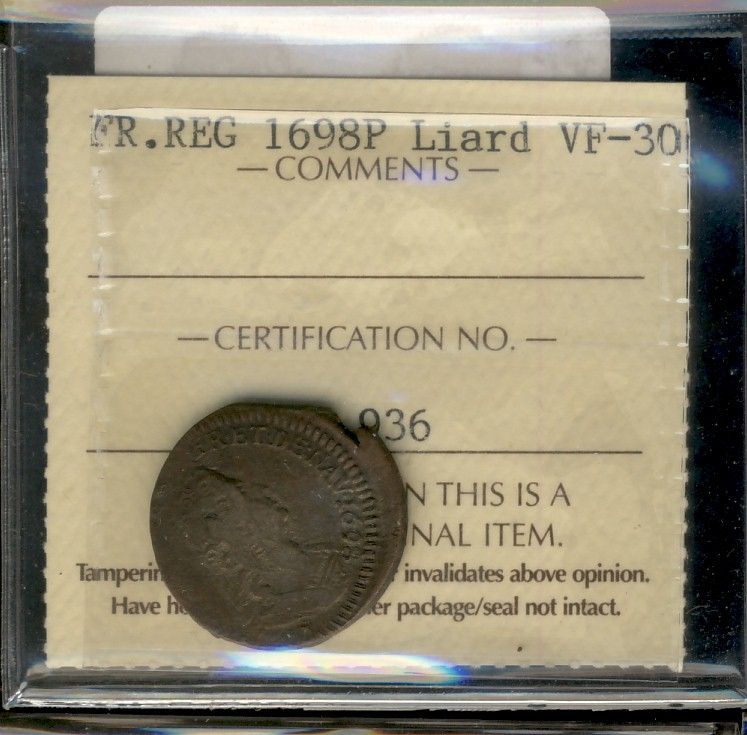 FR.REG 1698P Liard VF-30
— COMMENTS —
— CERTIFICATION NO. —
936
N THIS IS A
NAL ITEM.
Tamperin invalidates above opinion.
Have h er package/seal not intact.